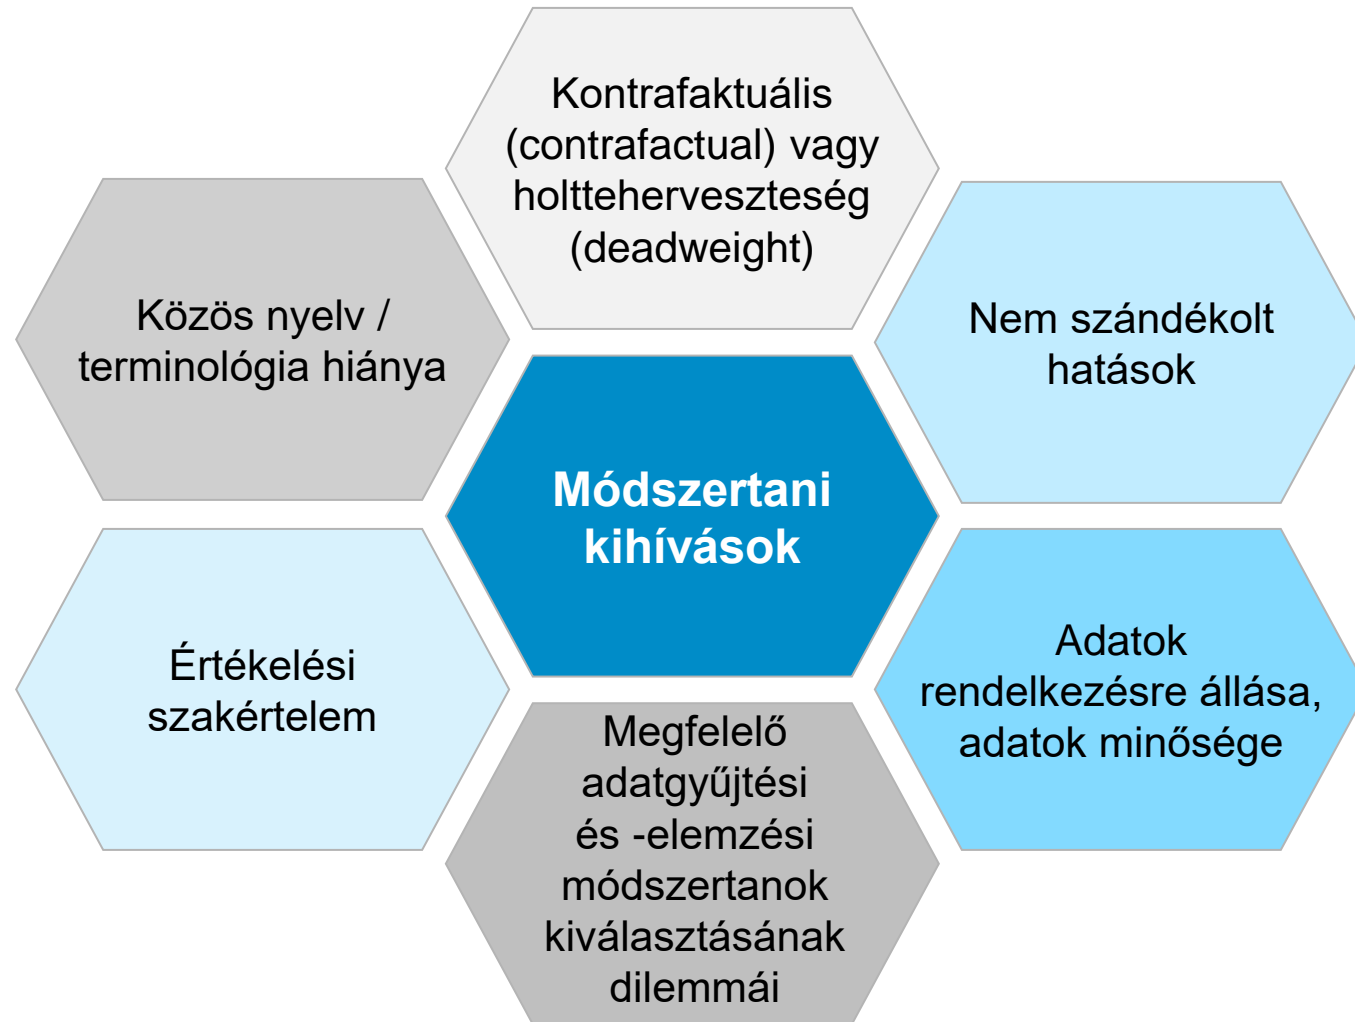 Kontrafaktuális
(contrafactual) vagy
holtteherveszteség
(deadweight)
Közös nyelv /
terminológia hiánya
Nem szándékolt
hatások
Módszertani
kihívások
Értékelési
szakértelem
Adatok
rendelkezésre állása,
adatok minősége
Megfelelő
adatgyűjtési
és -elemzési
módszertanok
kiválasztásának
dilemmái